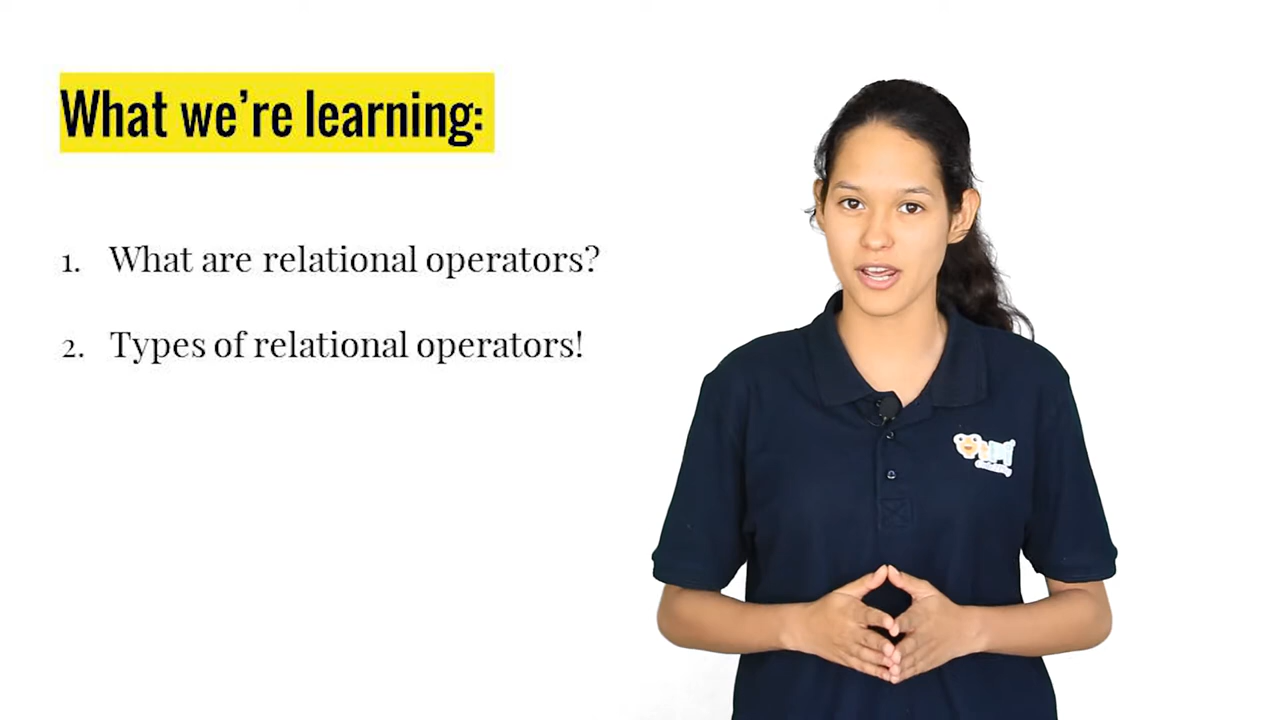 What we’re learning:
1. What are relational operators?
2. Types of relational operators!